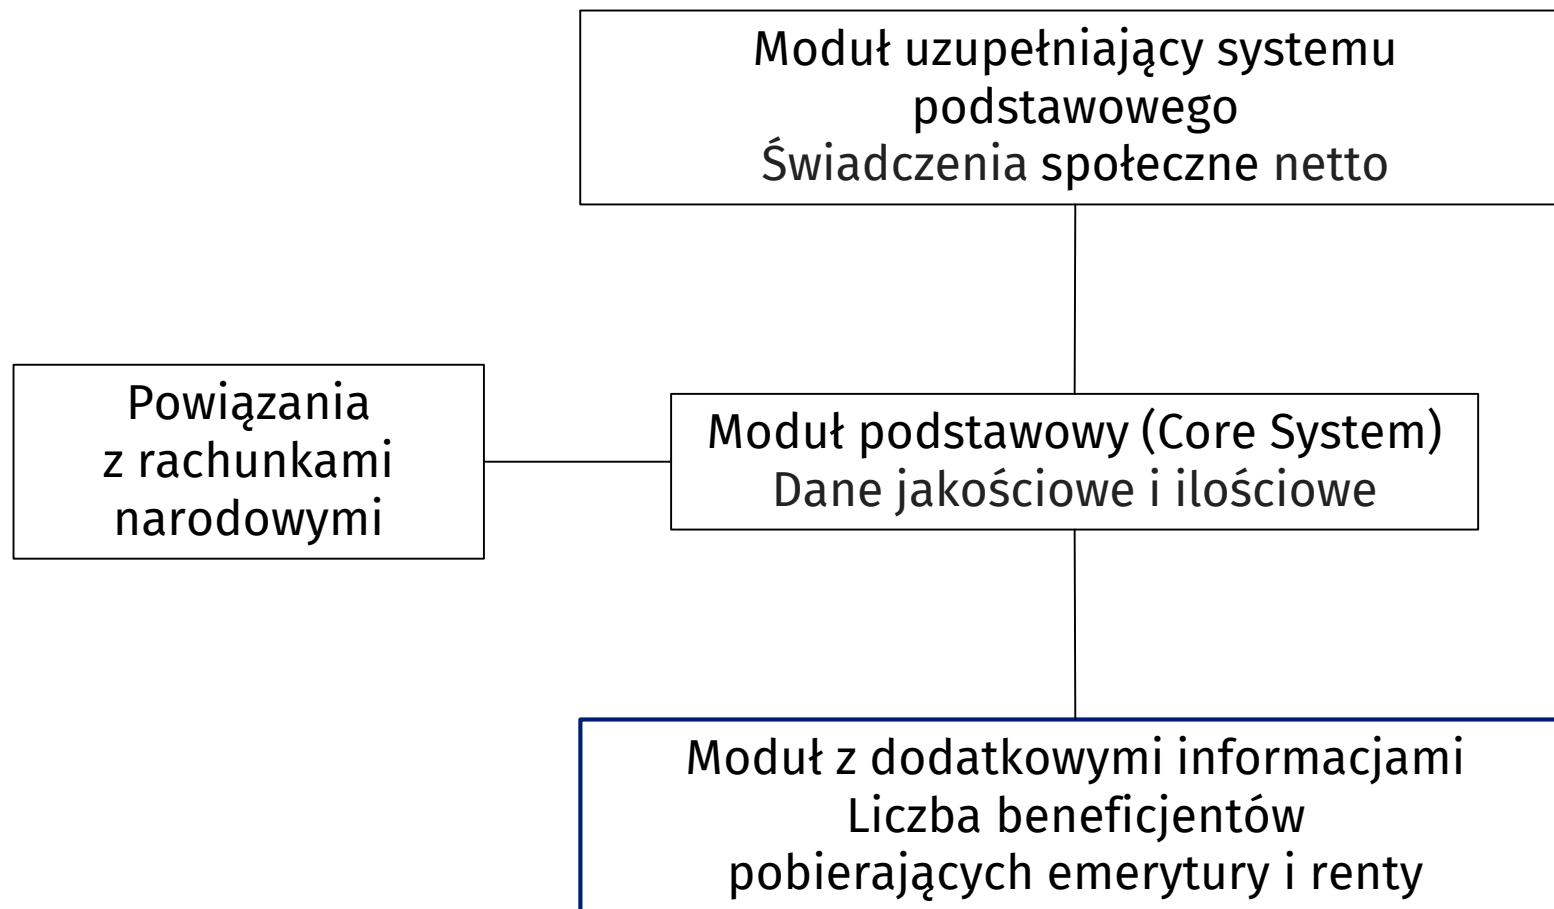 Moduł uzupełniający systemu
podstawowego
Świadczenia społeczne netto
Powiązania
z rachunkami
narodowymi
Moduł podstawowy (Core System)
Dane jakościowe i ilościowe
Moduł z dodatkowymi informacjami
Liczba beneficjentów
pobierających emerytury i renty